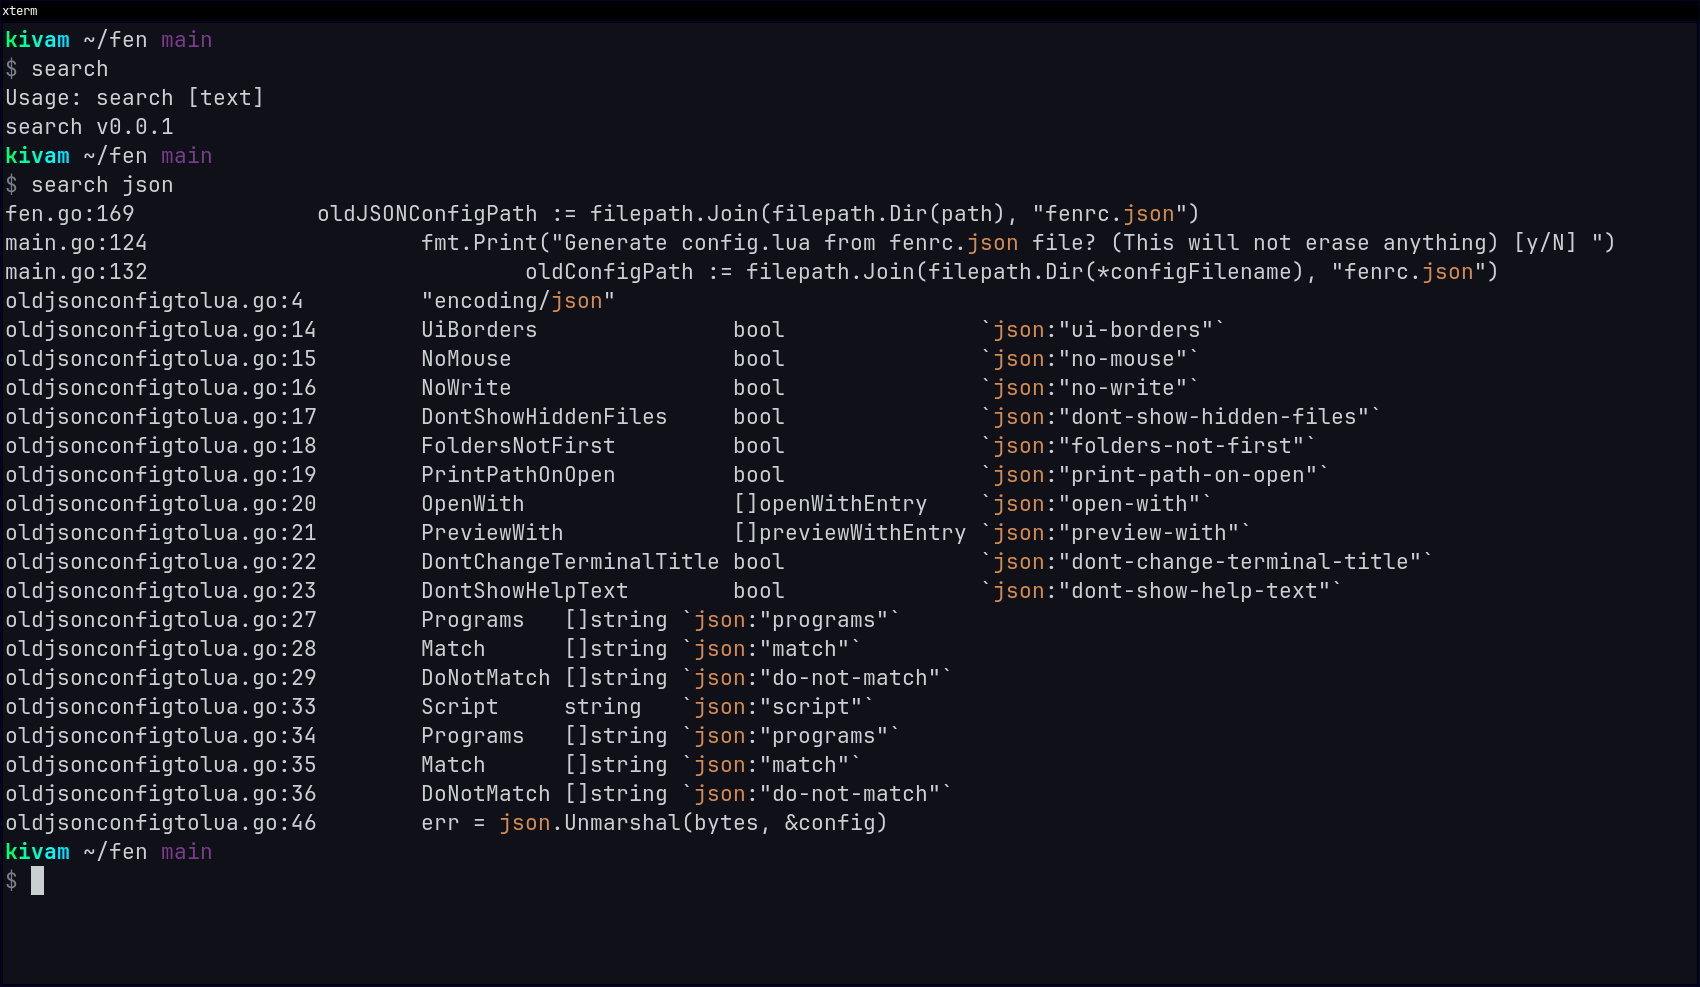 xterm
kivam ~/fen main
$ search
Usage: search [text]
search v0.0.1
kivam ~/fen main
$ search json
fen.go:169              oldJSONConfigPath := filepath.Join(filepath.Dir(path), "fenrc.json")
main.go:124                     fmt.Print("Generate config.lua from fenrc.json file? (This will not erase anything) [y/N] ")
main.go:132                             oldConfigPath := filepath.Join(filepath.Dir(*configFilename), "fenrc.json")
oldjsonconfigtolua.go:4         "encoding/json"
oldjsonconfigtolua.go:14        UiBorders               bool               `json:"ui-borders"`
oldjsonconfigtolua.go:15        NoMouse                 bool               `json:"no-mouse"`
oldjsonconfigtolua.go:16        NoWrite                 bool               `json:"no-write"`
oldjsonconfigtolua.go:17        DontShowHiddenFiles     bool               `json:"dont-show-hidden-files"`
oldjsonconfigtolua.go:18        FoldersNotFirst         bool               `json:"folders-not-first"`
oldjsonconfigtolua.go:19        PrintPathOnOpen         bool               `json:"print-path-on-open"`
oldjsonconfigtolua.go:20        OpenWith                []openWithEntry    `json:"open-with"`
oldjsonconfigtolua.go:21        PreviewWith             []previewWithEntry `json:"preview-with"`
oldjsonconfigtolua.go:22        DontChangeTerminalTitle bool               `json:"dont-change-terminal-title"`
oldjsonconfigtolua.go:23        DontShowHelpText        bool               `json:"dont-show-help-text"`
oldjsonconfigtolua.go:27        Programs   []string `json:"programs"`
oldjsonconfigtolua.go:28        Match      []string `json:"match"`
oldjsonconfigtolua.go:29        DoNotMatch []string `json:"do-not-match"`
oldjsonconfigtolua.go:33        Script     string   `json:"script"`
oldjsonconfigtolua.go:34        Programs   []string `json:"programs"`
oldjsonconfigtolua.go:35        Match      []string `json:"match"`
oldjsonconfigtolua.go:36        DoNotMatch []string `json:"do-not-match"`
oldjsonconfigtolua.go:46        err = json.Unmarshal(bytes, &config)
kivam ~/fen main
$